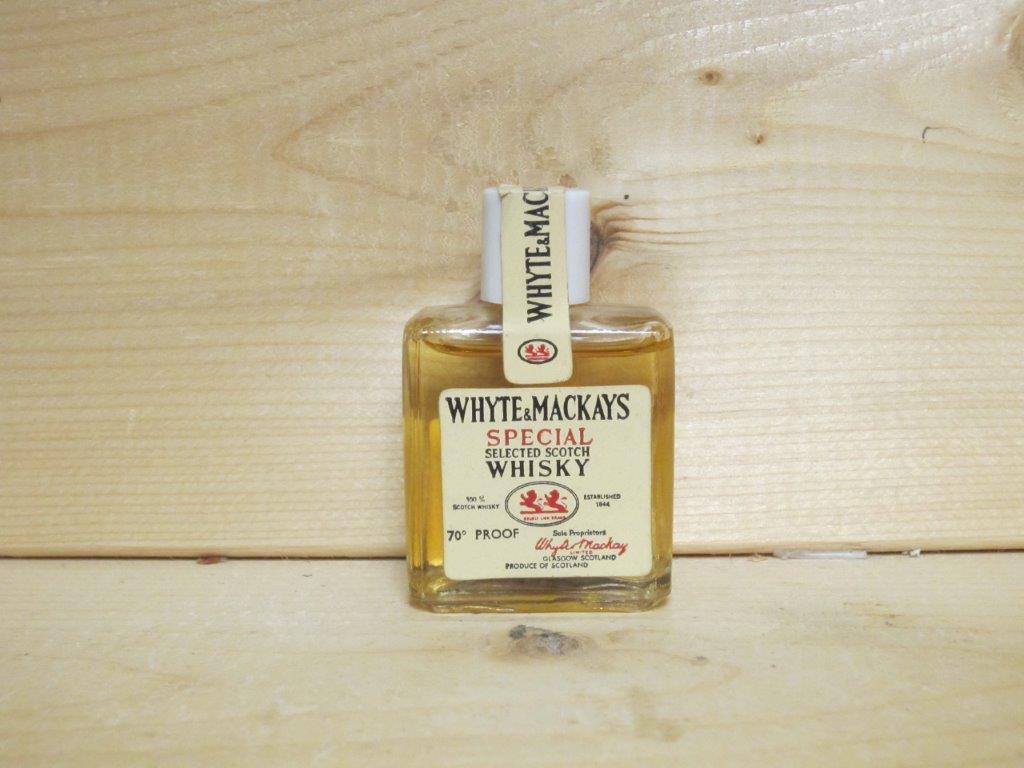 WHYTE & MAC
WHYTE & MACKAYS
SPECIAL
SELECTED SCOTCH
WHISKY
100 %
SCOTCH WHISKY
ESTABLISHED
1844
70° PROOF
Sole Proprietors
Whyte & Mackay
LIMITED
GLASGOW SCOTLAND
PRODUCE OF SCOTLAND